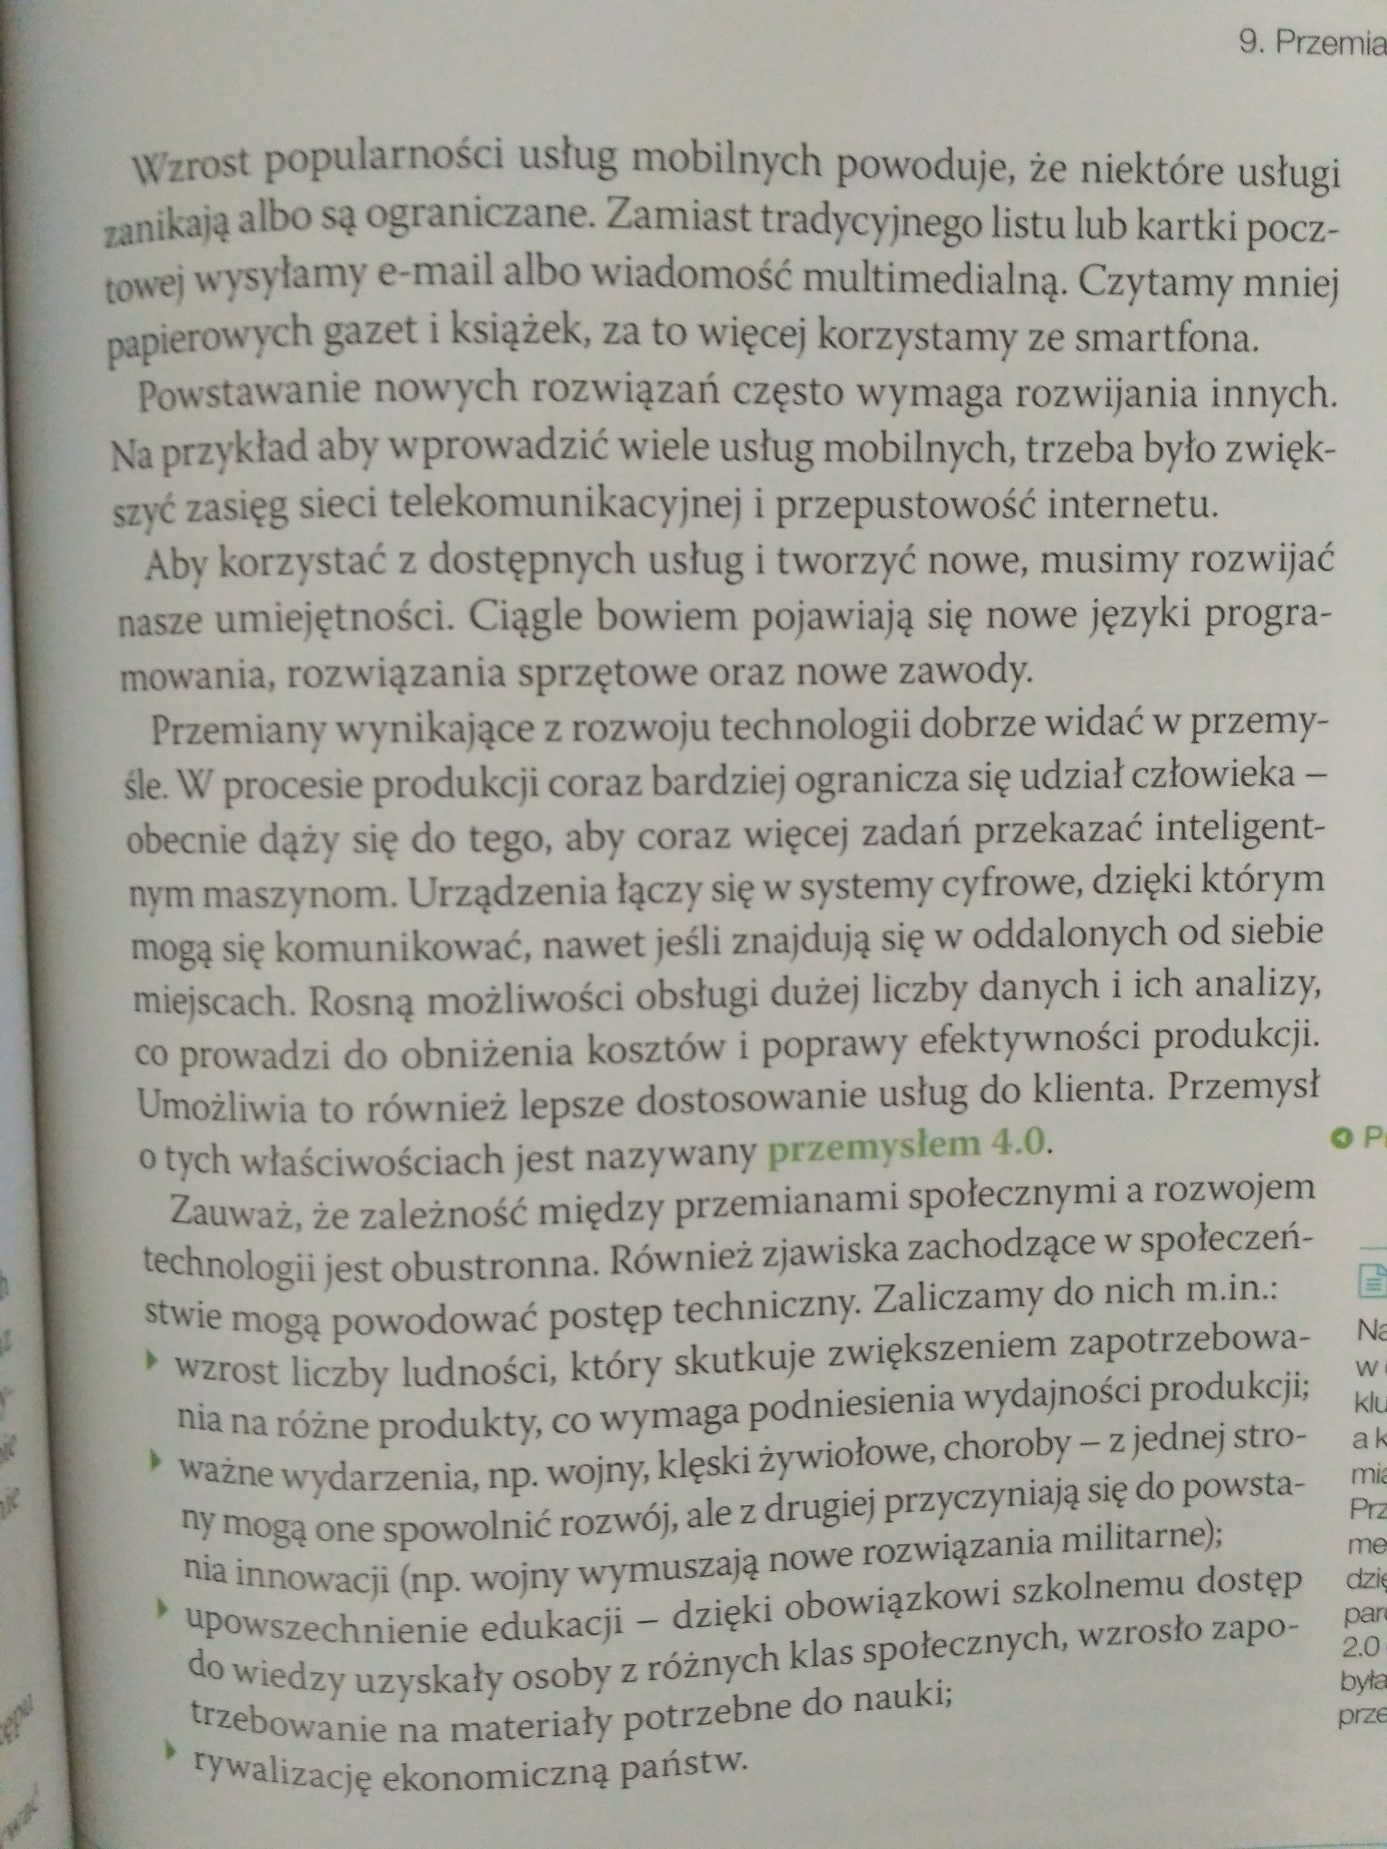 9. Przemia
Wzrost popularności usług mobilnych powoduje, że niektóre usługi
zanikają albo są ograniczane. Zamiast tradycyjnego listu lub kartki pocz-
towej wysyłamy e-mail albo wiadomość multimedialną. Czytamy mniej
papierowych gazet i książek, za to więcej korzystamy ze smartfona.
Powstawanie nowych rozwiązań często wymaga rozwijania innych.
Na przykład aby wprowadzić wiele usług mobilnych, trzeba było zwięk-
szyć zasięg sieci telekomunikacyjnej i przepustowość internetu.
Aby korzystać z dostępnych usług i tworzyć nowe, musimy rozwijać
nasze umiejętności. Ciągle bowiem pojawiają się nowe języki progra-
mowania, rozwiązania sprzętowe oraz nowe zawody.
Przemiany wynikające z rozwoju technologii dobrze widać w przemy-
śle. W procesie produkcji coraz bardziej ogranicza się udział człowieka –
obecnie dąży się do tego, aby coraz więcej zadań przekazać inteligent-
nym maszynom. Urządzenia łączy się w systemy cyfrowe, dzięki którym
mogą się komunikować, nawet jeśli znajdują się w oddalonych od siebie
miejscach. Rosną możliwości obsługi dużej liczby danych i ich analizy,
co prowadzi do obniżenia kosztów i poprawy efektywności produkcji.
Umożliwia to również lepsze dostosowanie usług do klienta. Przemysł
o tych właściwościach jest nazywany przemysłem 4.0.
Zauważ, że zależność między przemianami społecznymi a rozwojem
technologii jest obustronna. Również zjawiska zachodzące w społeczeń-
stwie mogą powodować postęp techniczny. Zaliczamy do nich m.in.:
wzrost liczby ludności, który skutkuje zwiększeniem zapotrzebowa-
nia na różne produkty, co wymaga podniesienia wydajności produkcji;
ważne wydarzenia, np. wojny, klęski żywiołowe, choroby – z jednej stro-
ny mogą one spowolnić rozwój, ale z drugiej przyczyniają się do powsta-
nia innowacji (np. wojny wymuszają nowe rozwiązania militarne);
upowszechnienie edukacji – dzięki obowiązkowi szkolnemu dostęp
do wiedzy uzyskały osoby z różnych klas społecznych, wzrosło zapo-
trzebowanie na materiały potrzebne do nauki;
rywalizację ekonomiczną państw.
Na
w
klu
a k
mia
Prz
me
dzię
par
2.0
była
prze